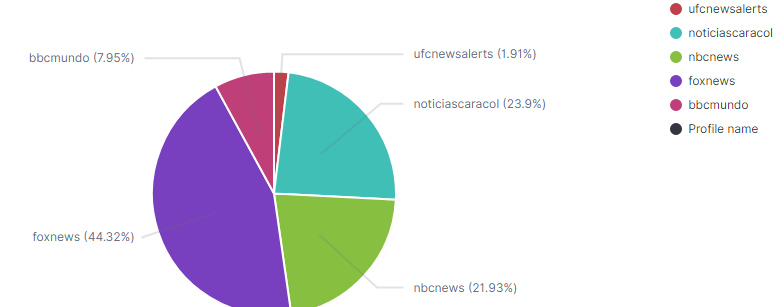 bbcmundo (7.95%)
ufcnewsalerts (1.91%)
noticiascaracol (23.9%)
foxnews (44.32%)
nbcnews (21.93%)
ufcnewsalerts
noticiascaracol
nbcnews
foxnews
bbcmundo
Profile name